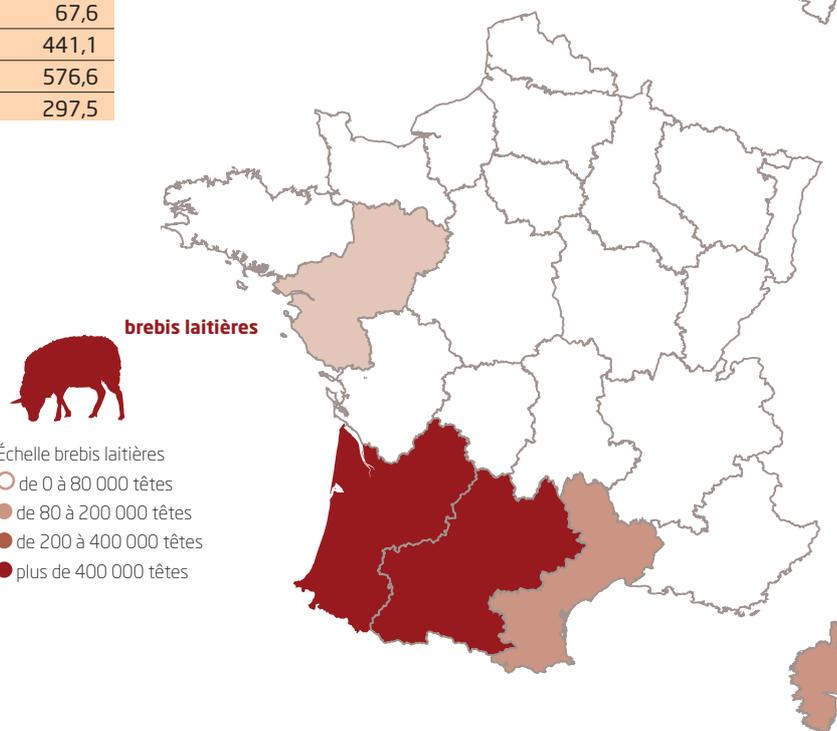 67,6
441,1
576,6
297,5
brebis laitières
Échelle brebis laitières
de 0 à 80 000 têtes
de 80 à 200 000 têtes
de 200 à 400 000 têtes
plus de 400 000 têtes